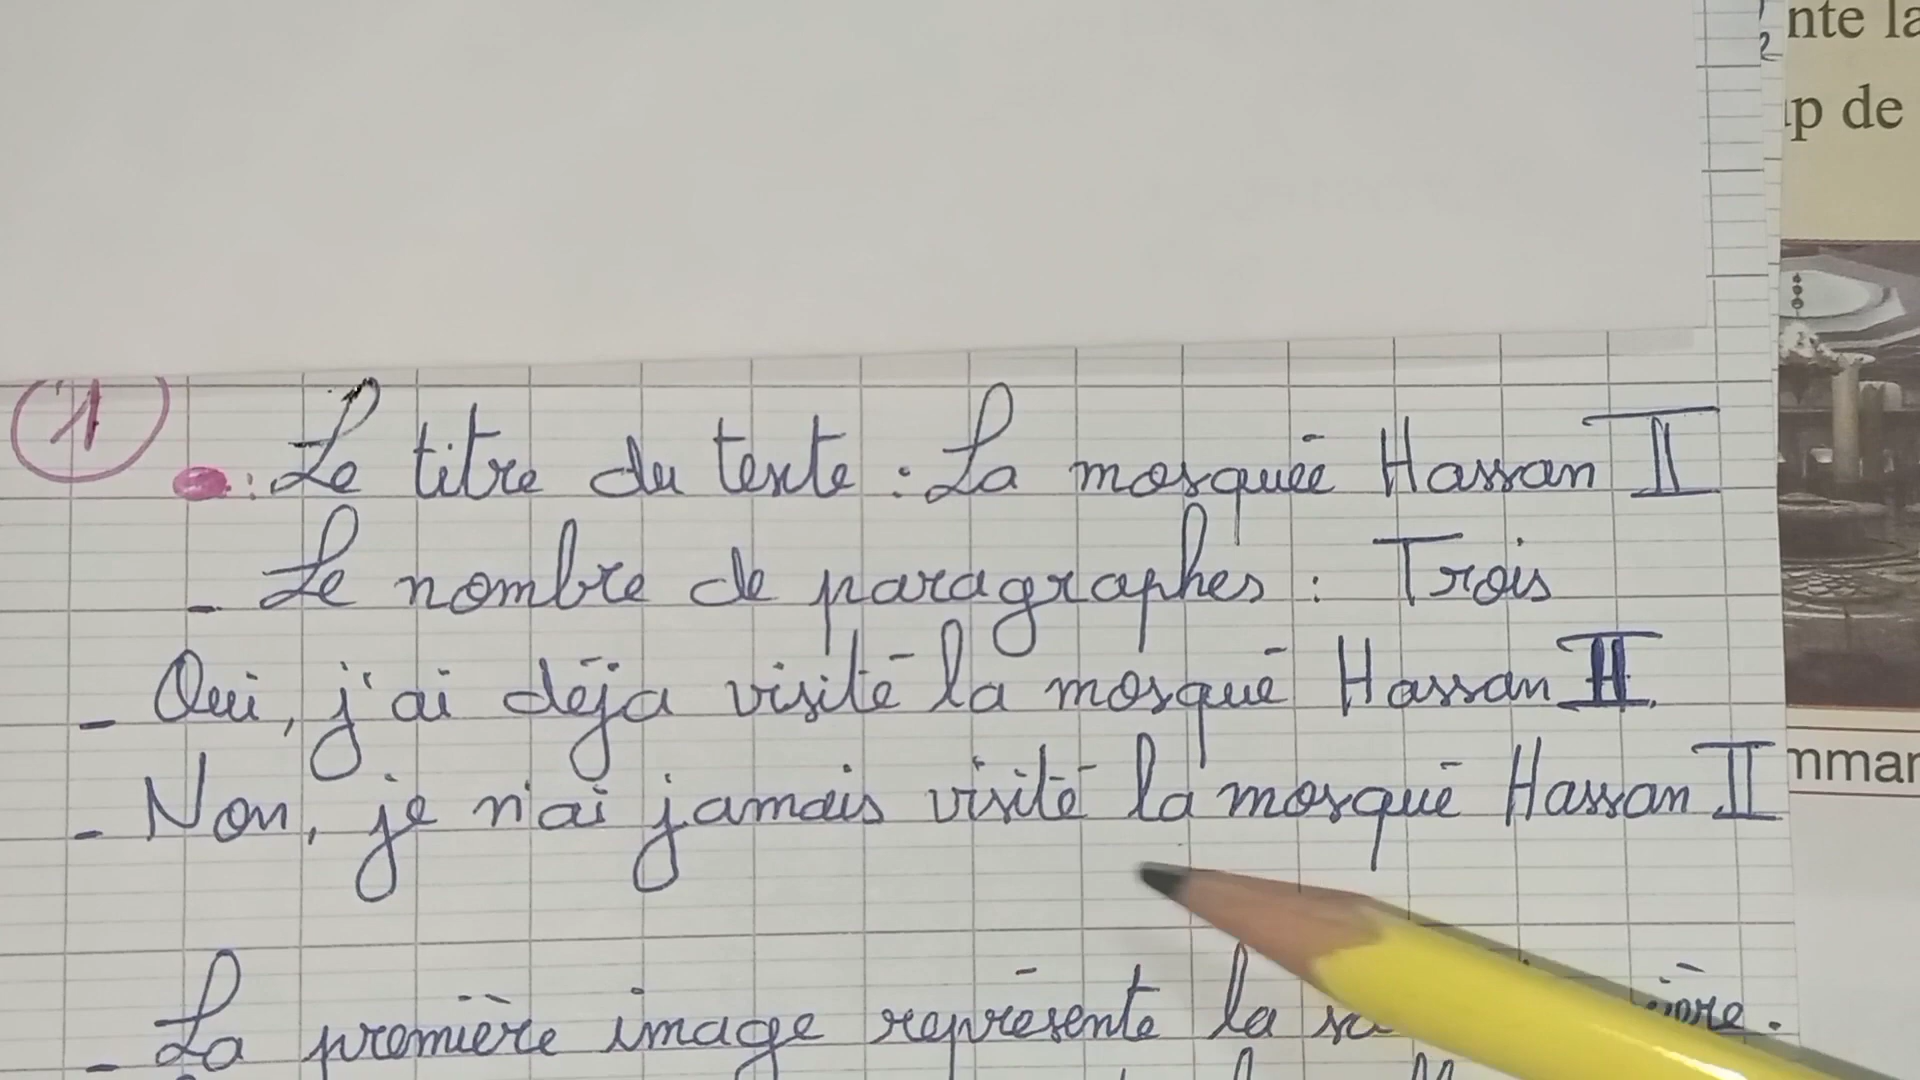 nte la
2
p de
1
: Le titre du texte : La mosquée Hassan II
- Le nombre de paragraphes : Trois
- Oui, j'ai déja visité la mosqué Hassan II.
- Non, je n'ai jamais visité la mosqué Hassan II
mmar
- La première image représente la